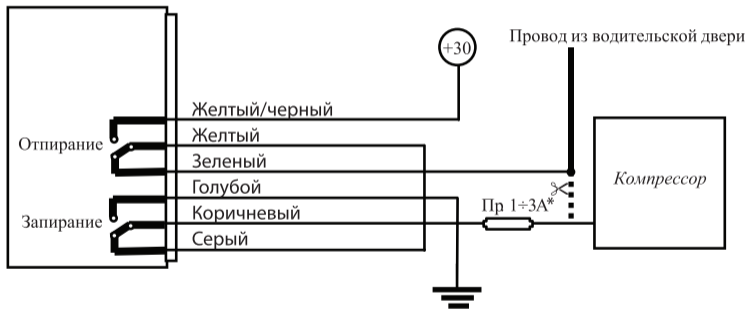 +30
Провод из водительской двери
Желтый/черный
Отпирание
Желтый
Зеленый
Голубой
Запирание
Коричневый
Серый
Пр 1÷3А*
Компрессор